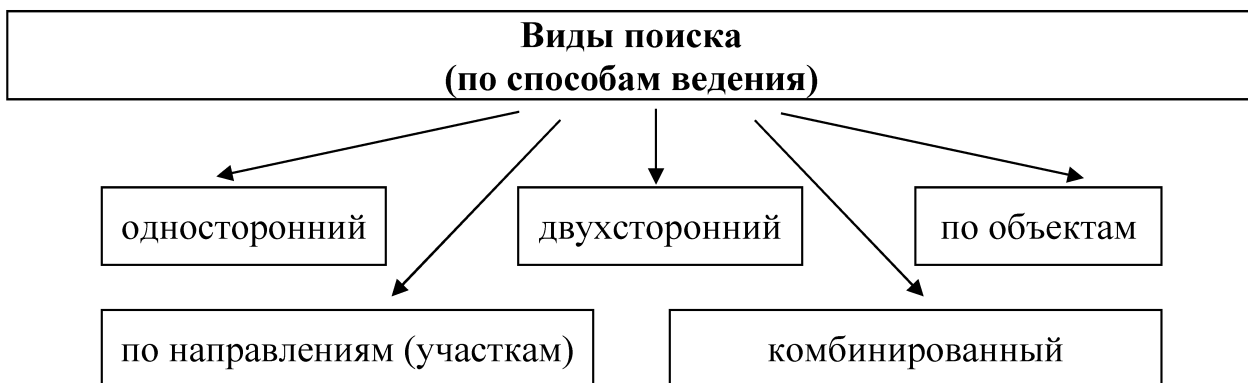 Виды поиска
(по способам ведения)
односторонний
двухсторонний
по объектам
по направлениям (участкам)
комбинированный